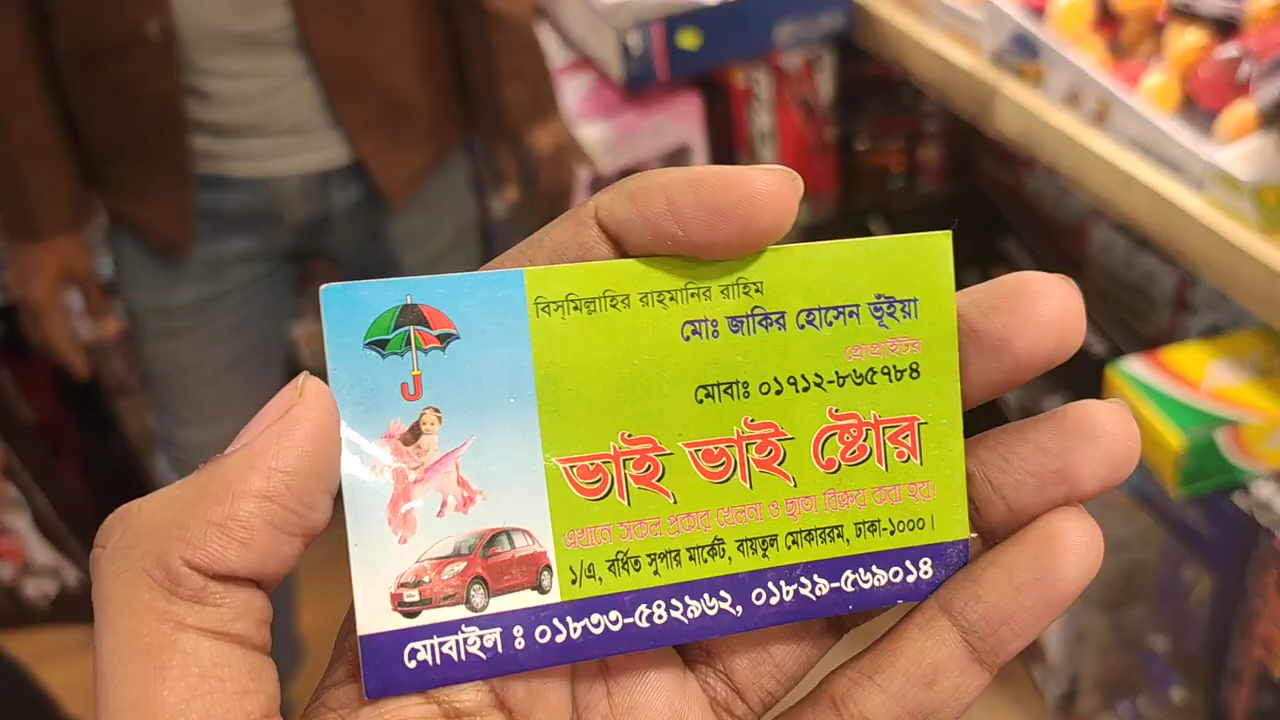 বিস্‌মিল্লাহির রাহ্‌মানির রাহিম
মোঃ জাকির হোসেন ভূঁইয়া
প্রোপ্রাইটর
মোবাঃ ০১৭১২-৮৬৫৭৮৪
ভাই ভাই ষ্টোর
এখানে সকল প্রকার খেলনা ও ছাতা বিক্রয় করা হয়।
১/এ, বর্ধিত সুপার মার্কেট, বায়তুল মোকাররম, ঢাকা-১০০০।
মোবাইল ঃ ০১৮৩৩-৫৪২৯৬২, ০১৮২৯-৫৬৯০১৪